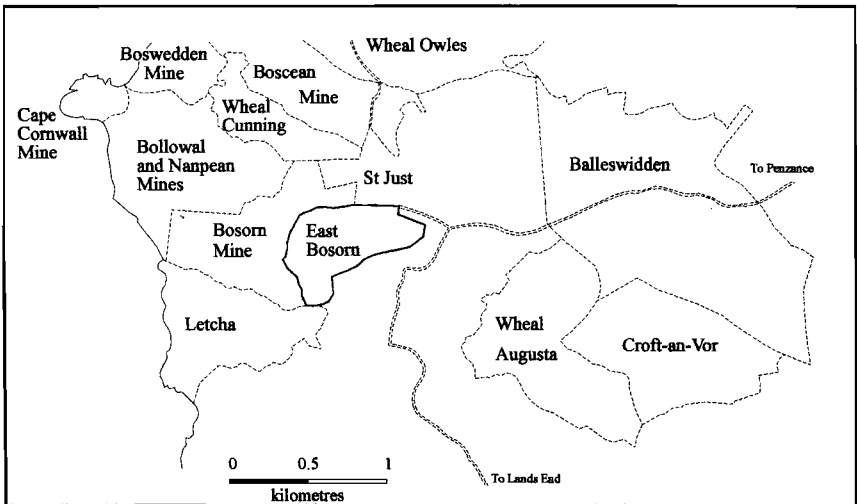 Wheal Owles
Boswedden
Mine
Boscean
Mine
Wheal
Cunning
Cape
Cornwall
Mine
Bollowal
and Nanpean
Mines
St Just
Balleswidden
To Penzance
Bosorn
Mine
East
Bosorn
Letcha
Wheal
Augusta
Croft-an-Vor
0 0.5 1
kilometres
To Lands End